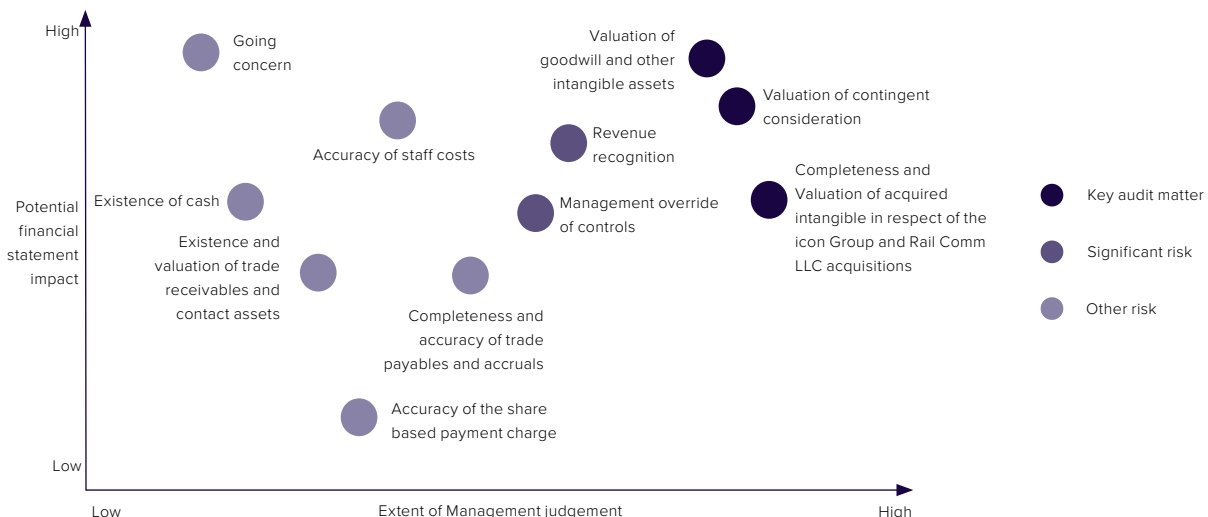 High
Going
concern
Valuation of
goodwill and other
intangible assets
Valuation of contingent
consideration
Accuracy of staff costs
Revenue
recognition
Completeness and
Valuation of acquired
intangible in respect of the
icon Group and Rail Comm
LLC acquisitions
Existence of cash
Management override
of controls
Potential
financial
statement
impact
Existence and
valuation of trade
receivables and
contact assets
Completeness and
accuracy of trade
payables and accruals
Accuracy of the share
based payment charge
Key audit matter
Significant risk
Other risk
Low
Low
Extent of Management judgement
High